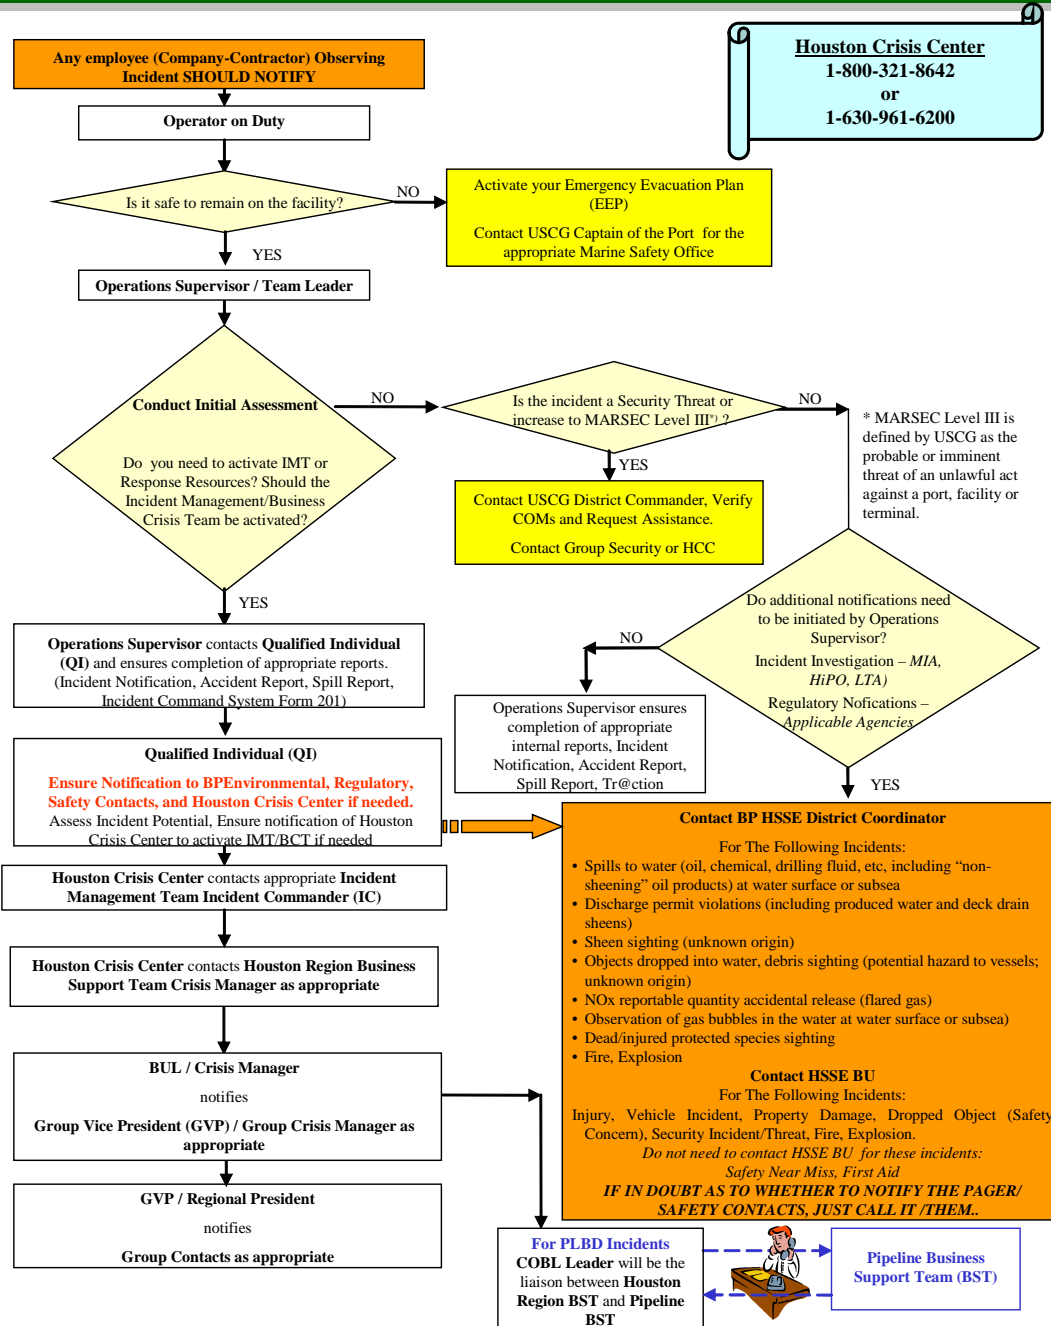 Houston Crisis Center
1-800-321-8642
or
1-630-961-6200
Any employee (Company-Contractor) Observing
Incident SHOULD NOTIFY
Operator on Duty
Is it safe to remain on the facility?
NO
Activate your Emergency Evacuation Plan
(EEP)
Contact USCG Captain of the Port for the
appropriate Marine Safety Office
YES
Operations Supervisor / Team Leader
Conduct Initial Assessment
Do you need to activate IMT or
Response Resources? Should the
Incident Management/Business
Crisis Team be activated?
NO
Is the incident a Security Threat or
increase to MARSEC Level III*) ?
NO
* MARSEC Level III is
defined by USCG as the
probable or imminent
threat of an unlawful act
against a port, facility or
terminal.
YES
Contact USCG District Commander, Verify
COMs and Request Assistance.
Contact Group Security or HCC
YES
Do additional notifications need
to be initiated by Operations
Supervisor?
Incident Investigation – MIA,
HiPO, LTA)
Regulatory Nofications –
Applicable Agencies
NO
Operations Supervisor ensures
completion of appropriate
internal reports, Incident
Notification, Accident Report,
Spill Report, Tr@ction
YES
Operations Supervisor contacts Qualified Individual
(QI) and ensures completion of appropriate reports.
(Incident Notification, Accident Report, Spill Report,
Incident Command System Form 201)
Qualified Individual (QI)
Ensure Notification to BPEnvironmental, Regulatory,
Safety Contacts, and Houston Crisis Center if needed.
Assess Incident Potential, Ensure notification of Houston
Crisis Center to activate IMT/BCT if needed
Houston Crisis Center contacts appropriate Incident
Management Team Incident Commander (IC)
Houston Crisis Center contacts Houston Region Business
Support Team Crisis Manager as appropriate
BUL / Crisis Manager
notifies
Group Vice President (GVP) / Group Crisis Manager as
appropriate
GVP / Regional President
notifies
Group Contacts as appropriate
Contact BP HSSE District Coordinator
For The Following Incidents:
• Spills to water (oil, chemical, drilling fluid, etc, including “non-
sheening” oil products) at water surface or subsea
• Discharge permit violations (including produced water and deck drain
sheens)
• Sheen sighting (unknown origin)
• Objects dropped into water, debris sighting (potential hazard to vessels;
unknown origin)
• NOx reportable quantity accidental release (flared gas)
• Observation of gas bubbles in the water at water surface or subsea)
• Dead/injured protected species sighting
• Fire, Explosion
Contact HSSE BU
For The Following Incidents:
Injury, Vehicle Incident, Property Damage, Dropped Object (Safety
Concern), Security Incident/Threat, Fire, Explosion.
Do not need to contact HSSE BU for these incidents:
Safety Near Miss, First Aid
IF IN DOUBT AS TO WHETHER TO NOTIFY THE PAGER/
SAFETY CONTACTS, JUST CALL IT /THEM..
For PLBD Incidents
COBL Leader will be the
liaison between Houston
Region BST and Pipeline
BST
Pipeline Business
Support Team (BST)